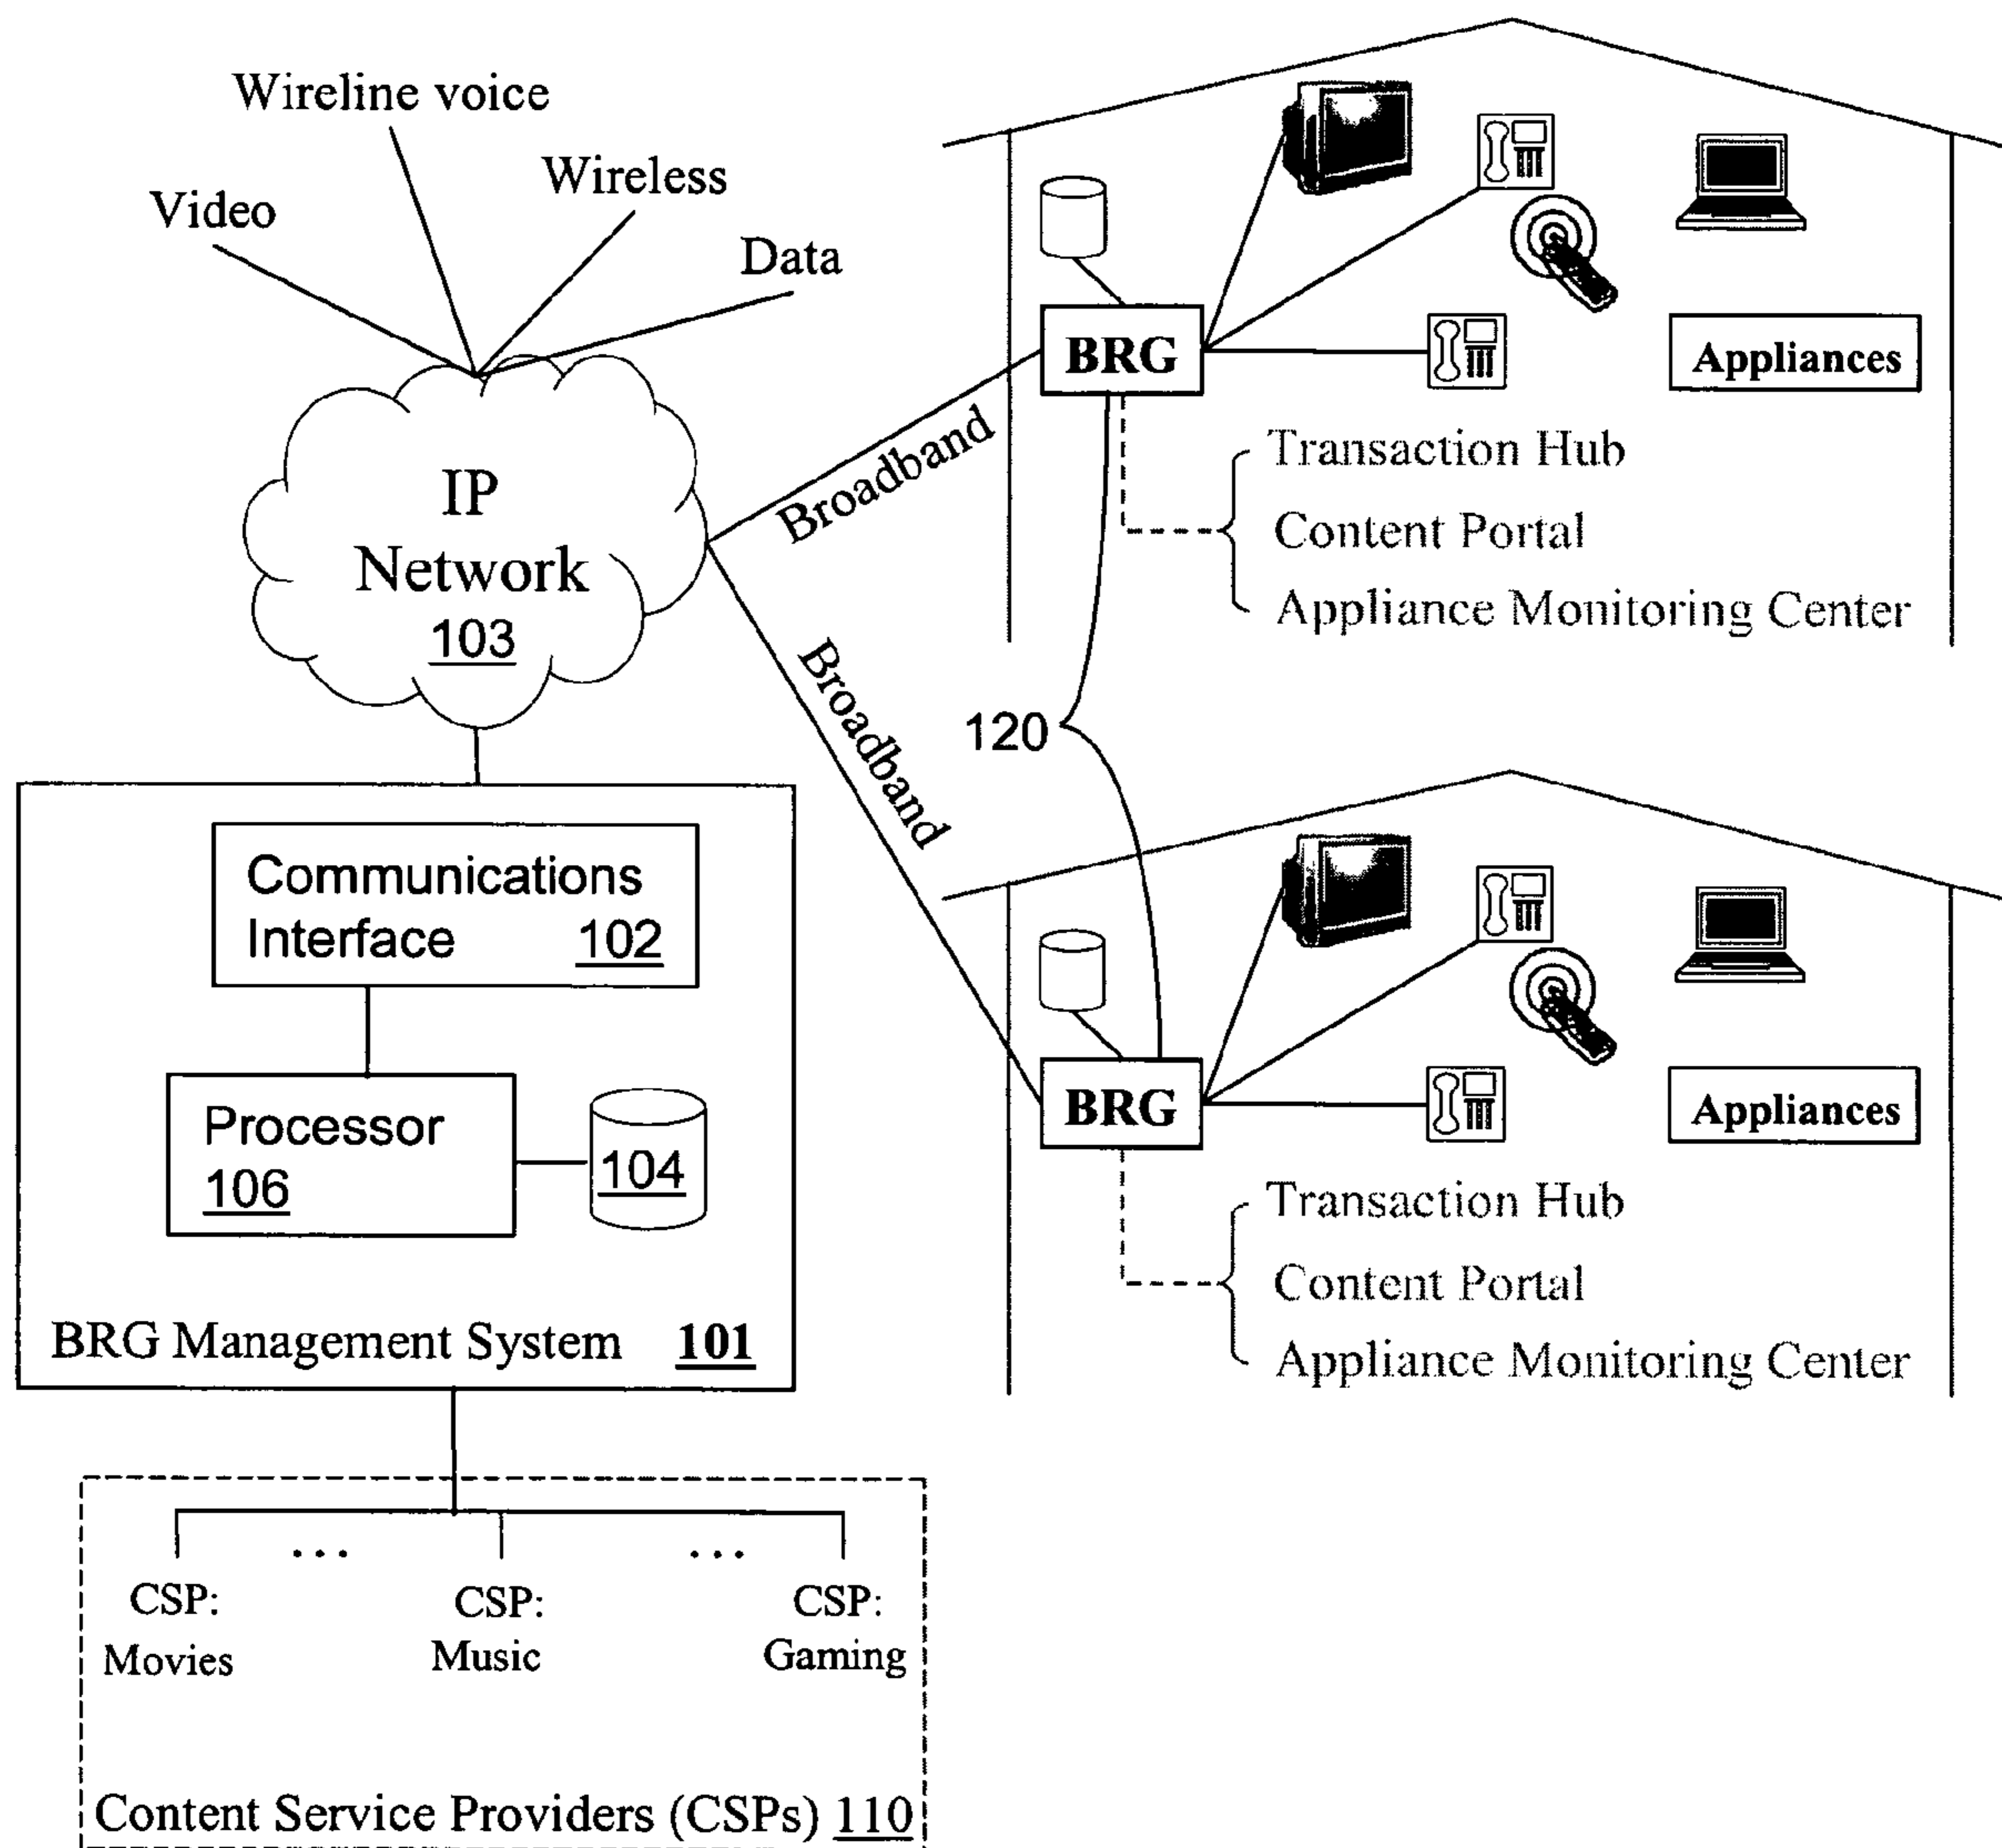 Wireline voice
Wireless
Video
Data
IP
Network
103
Broadband
Broadband
BRG
Appliances
Transaction Hub
Content Portal
Appliance Monitoring Center
120
Communications
Interface 102
Processor
106
104
BRG Management System 101
BRG
Appliances
Transaction Hub
Content Portal
Appliance Monitoring Center
... ...
CSP: CSP: CSP:
Movies Music Gaming
Content Service Providers (CSPs) 110